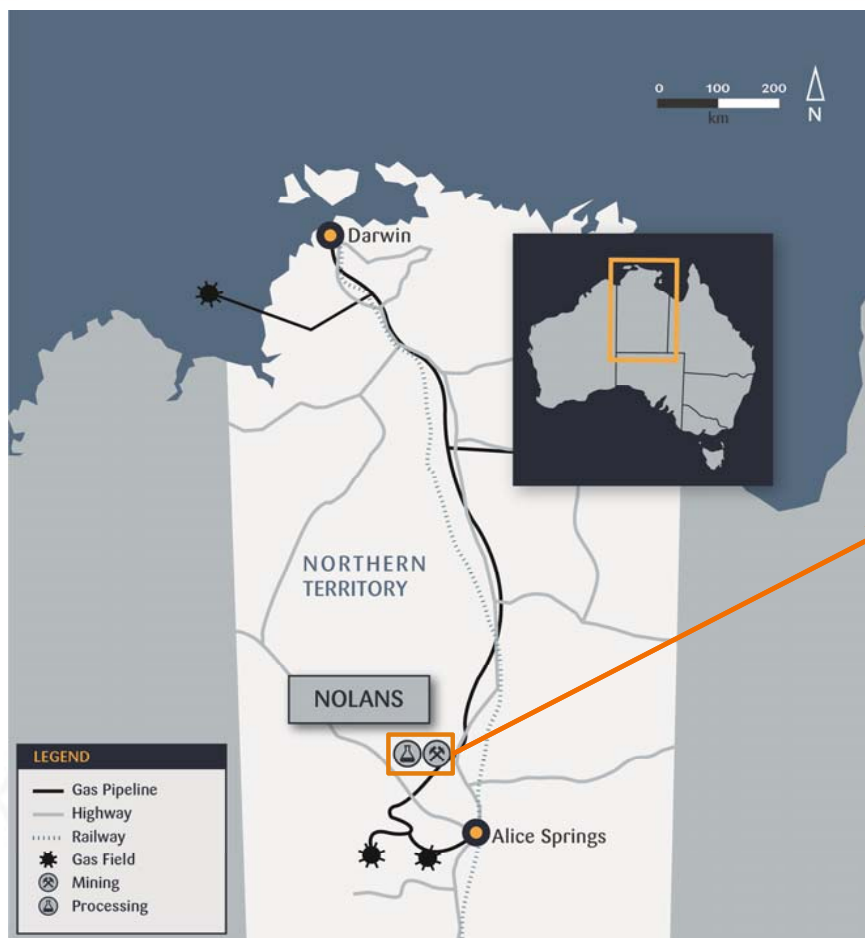 0 100 200
km
N
Darwin
NORTHERN
TERRITORY
NOLANS
Alice Springs
LEGEND
Gas Pipeline
Highway
Railway
Gas Field
Mining
Processing